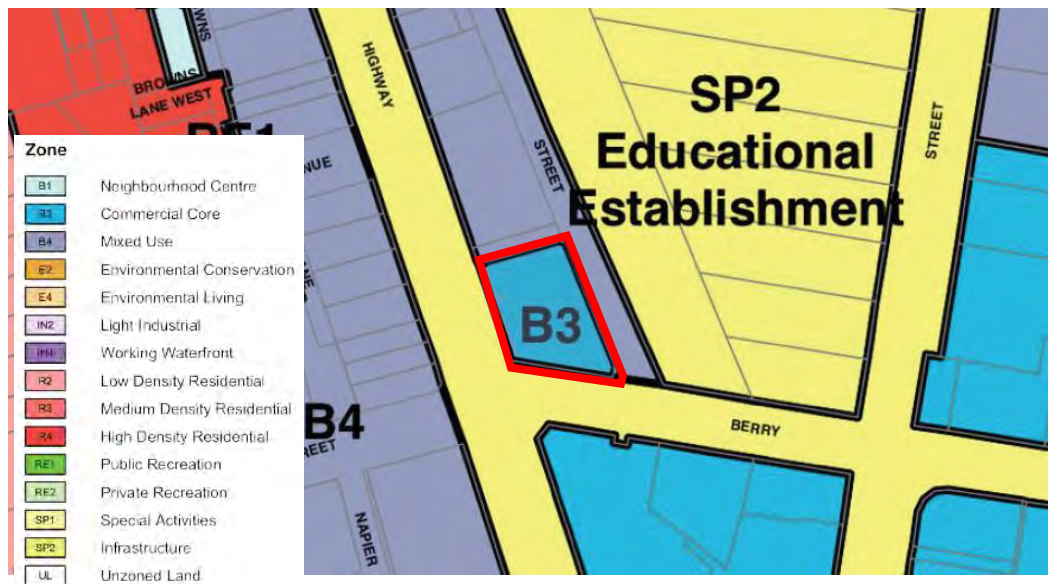 OWNS
BROWNS
LANE WEST
HIGHWAY
STREET
SP2
Educational
Establishment
STREET
NUE
B3
B4
REET
BERRY
NAPIER
Zone
B1 Neighbourhood Centre
B3 Commercial Core
B4 Mixed Use
E2 Environmental Conservation
E4 Environmental Living
IN2 Light Industrial
IN4 Working Waterfront
R2 Low Density Residential
R3 Medium Density Residential
R4 High Density Residential
RE1 Public Recreation
RE2 Private Recreation
SP1 Special Activities
SP2 Infrastructure
UL Unzoned Land